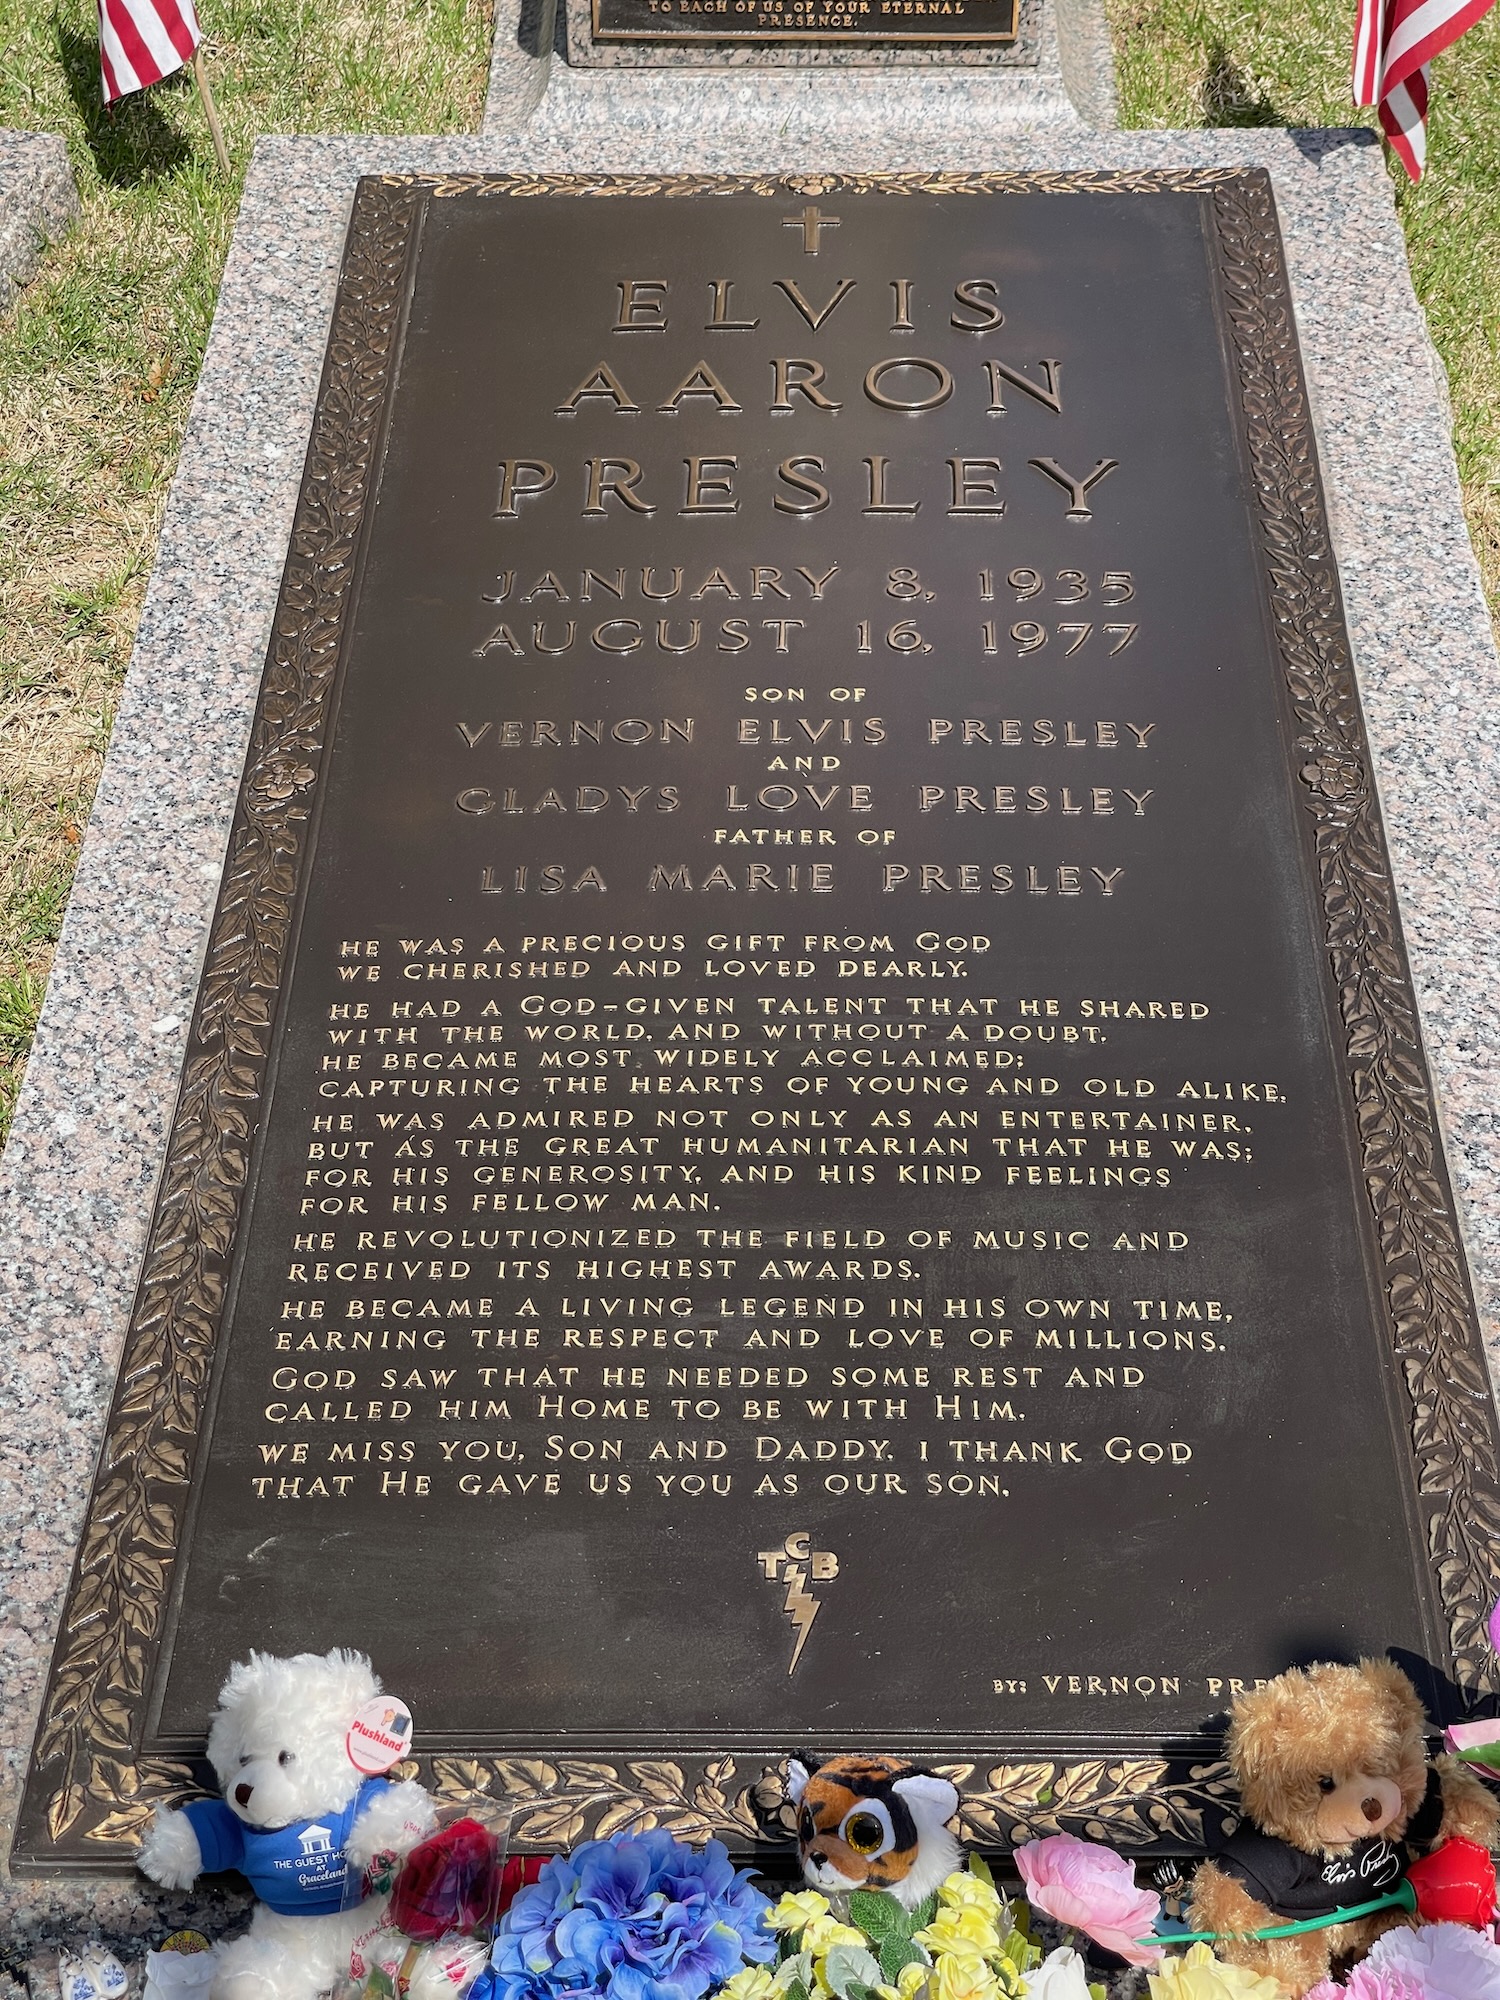 TO EACH OF US OF YOUR ETERNAL
PRESENCE.
ELVIS
AARON
PRESLEY
JANUARY 8, 1935
AUGUST 16, 1977
SON OF
VERNON ELVIS PRESLEY
AND
GLADYS LOVE PRESLEY
FATHER OF
LISA MARIE PRESLEY
HE WAS A PRECIOUS GIFT FROM GOD
WE CHERISHED AND LOVED DEARLY.
HE HAD A GOD-GIVEN TALENT THAT HE SHARED
WITH THE WORLD. AND WITHOUT A DOUBT,
HE BECAME MOST WIDELY ACCLAIMED;
CAPTURING THE HEARTS OF YOUNG AND OLD ALIKE.
HE WAS ADMIRED NOT ONLY AS AN ENTERTAINER,
BUT AS THE GREAT HUMANITARIAN THAT HE WAS;
FOR HIS GENEROSITY, AND HIS KIND FEELINGS
FOR HIS FELLOW MAN.
HE REVOLUTIONIZED THE FIELD OF MUSIC AND
RECEIVED ITS HIGHEST AWARDS.
HE BECAME A LIVING LEGEND IN HIS OWN TIME,
EARNING THE RESPECT AND LOVE OF MILLIONS.
GOD SAW THAT HE NEEDED SOME REST AND
CALLED HIM HOME TO BE WITH HIM.
WE MISS YOU, SON AND DADDY. I THANK GOD
THAT HE GAVE US YOU AS OUR SON.
TCB
BY: VERNON PRE
Plushland
THE GUEST HO
AT
Graceland
Elvis Presley